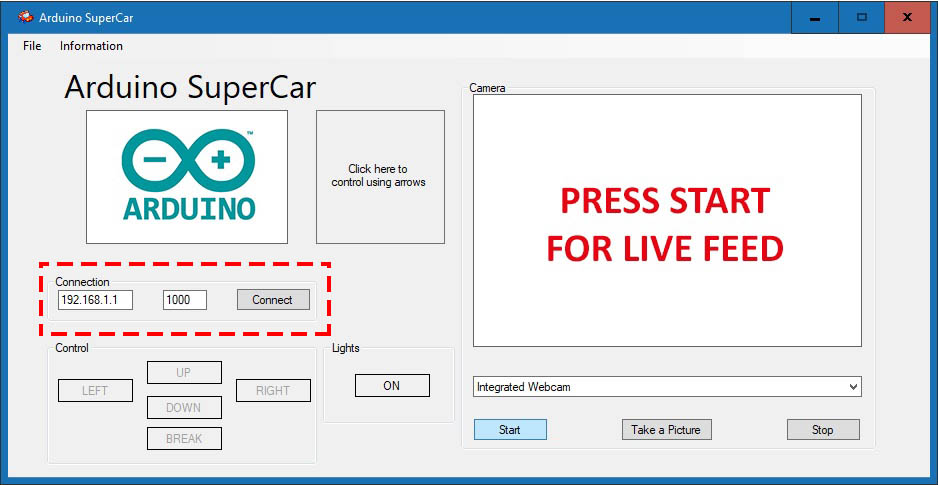 Arduino SuperCar
File Information
Arduino SuperCar
ARDUINO
TM
Click here to
control using arrows
Camera
PRESS START
FOR LIVE FEED
Connection
192.168.1.1 1000 Connect
Control
LEFT
UP
DOWN
BREAK
RIGHT
Lights
ON
Integrated Webcam
Start Take a Picture Stop